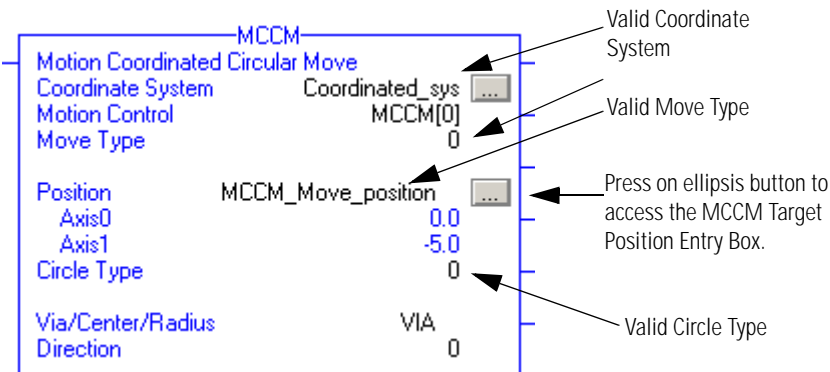 MCCM
Motion Coordinated Circular Move
Coordinate System Coordinated_sys ...
Motion Control MCCM[0]
Move Type 0
Position MCCM_Move_position ...
Axis0 0.0
Axis1 -5.0
Circle Type 0
Via/Center/Radius VIA
Direction 0
Valid Coordinate
System
Valid Move Type
Press on ellipsis button to
access the MCCM Target
Position Entry Box.
Valid Circle Type